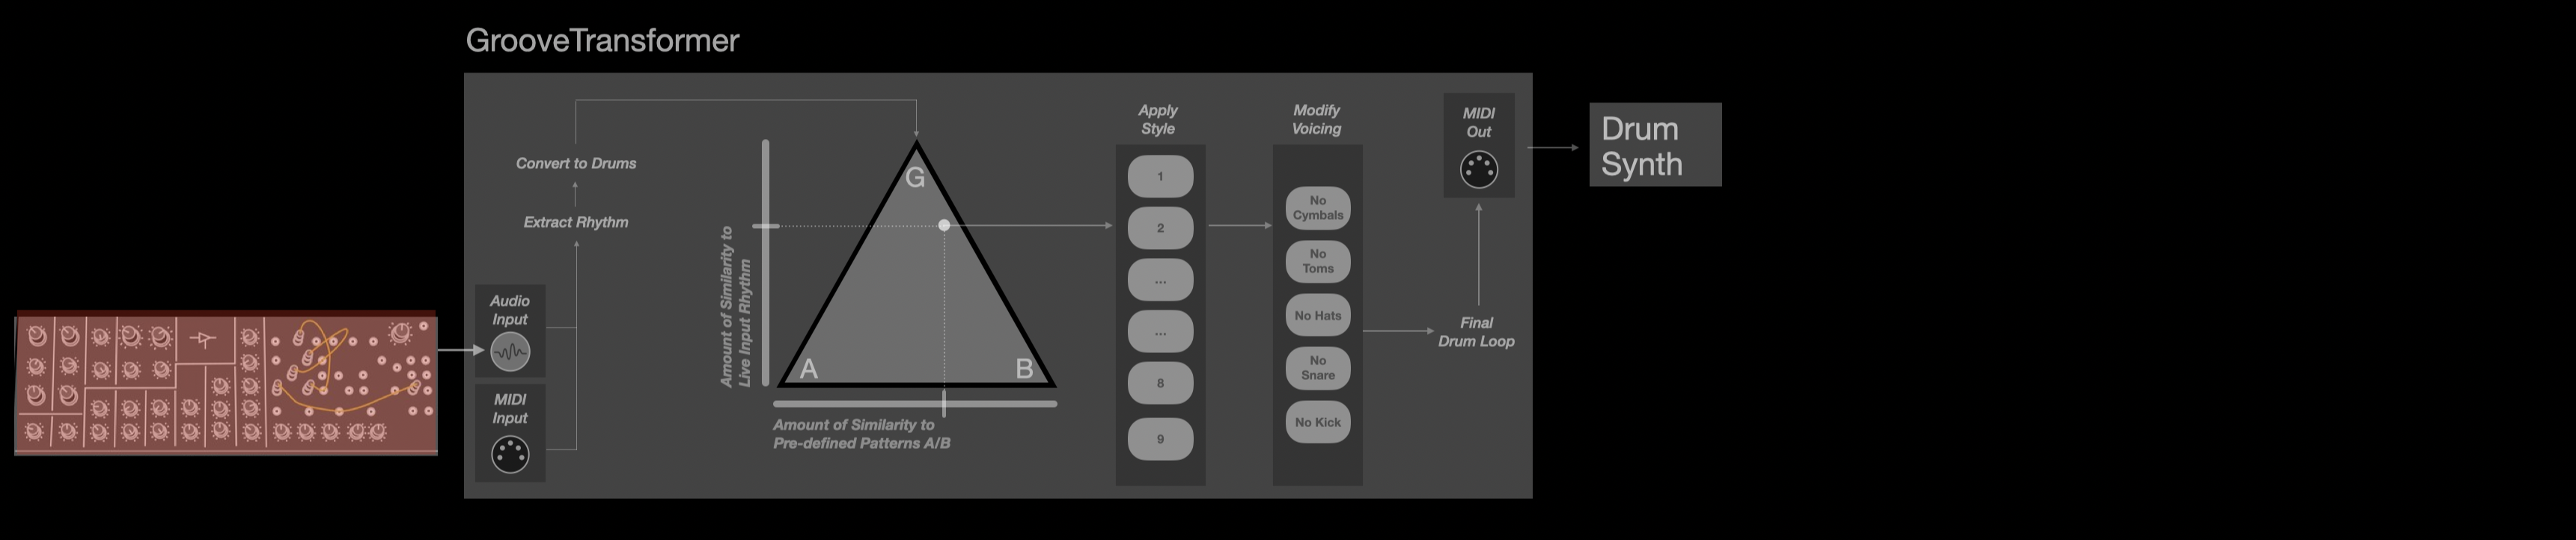 GrooveTransformer
Convert to Drums
Extract Rhythm
Audio
Input
MIDI
Input
Amount of Similarity to
Live Input Rhythm
G
A
B
Amount of Similarity to
Pre-defined Patterns A/B
Apply
Style
1
2
...
...
8
9
Modify
Voicing
No
Cymbals
No
Toms
No Hats
No
Snare
No Kick
MIDI
Out
Final
Drum Loop
Drum
Synth